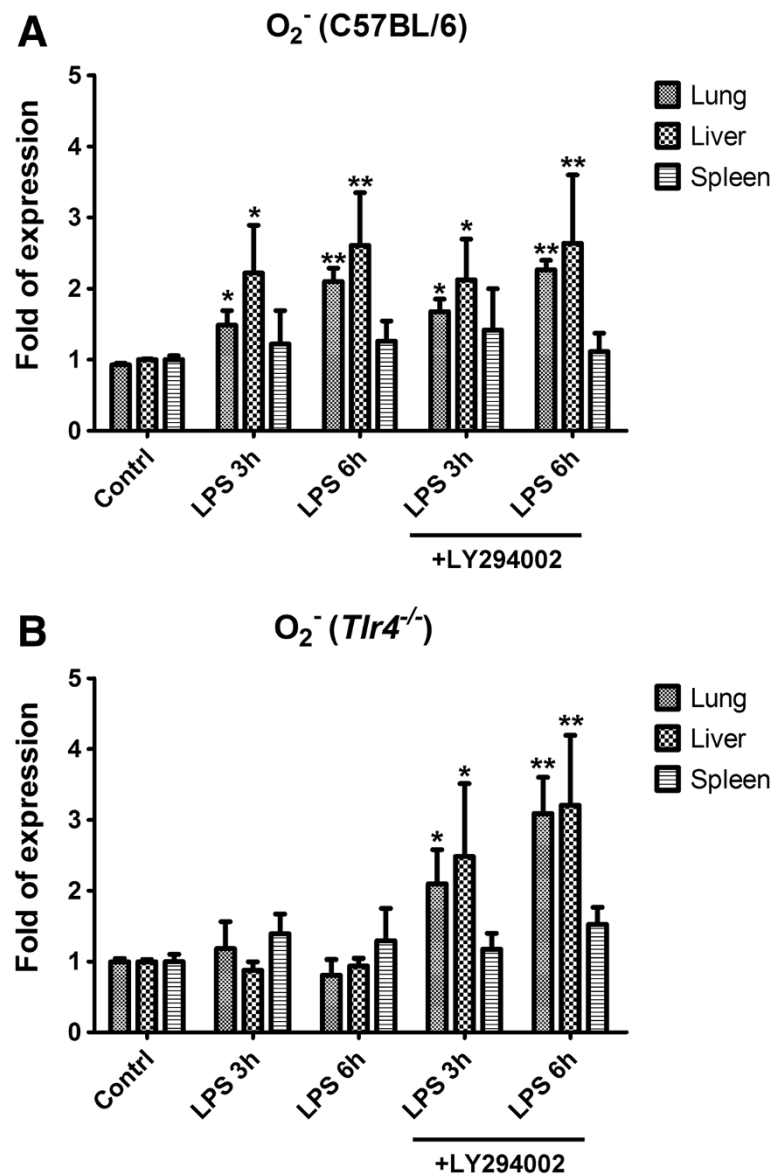 A
O₂⁻ (C57BL/6)
Fold of expression
5
4
3
2
1
0
* * ** ** * * ** **
Lung
Liver
Spleen
Contrl
LPS 3h
LPS 6h
LPS 3h
LPS 6h
+LY294002
B
O₂⁻ (Tlr4⁻/⁻)
Fold of expression
5
4
3
2
1
0
* * ** **
Lung
Liver
Spleen
Contrl
LPS 3h
LPS 6h
LPS 3h
LPS 6h
+LY294002